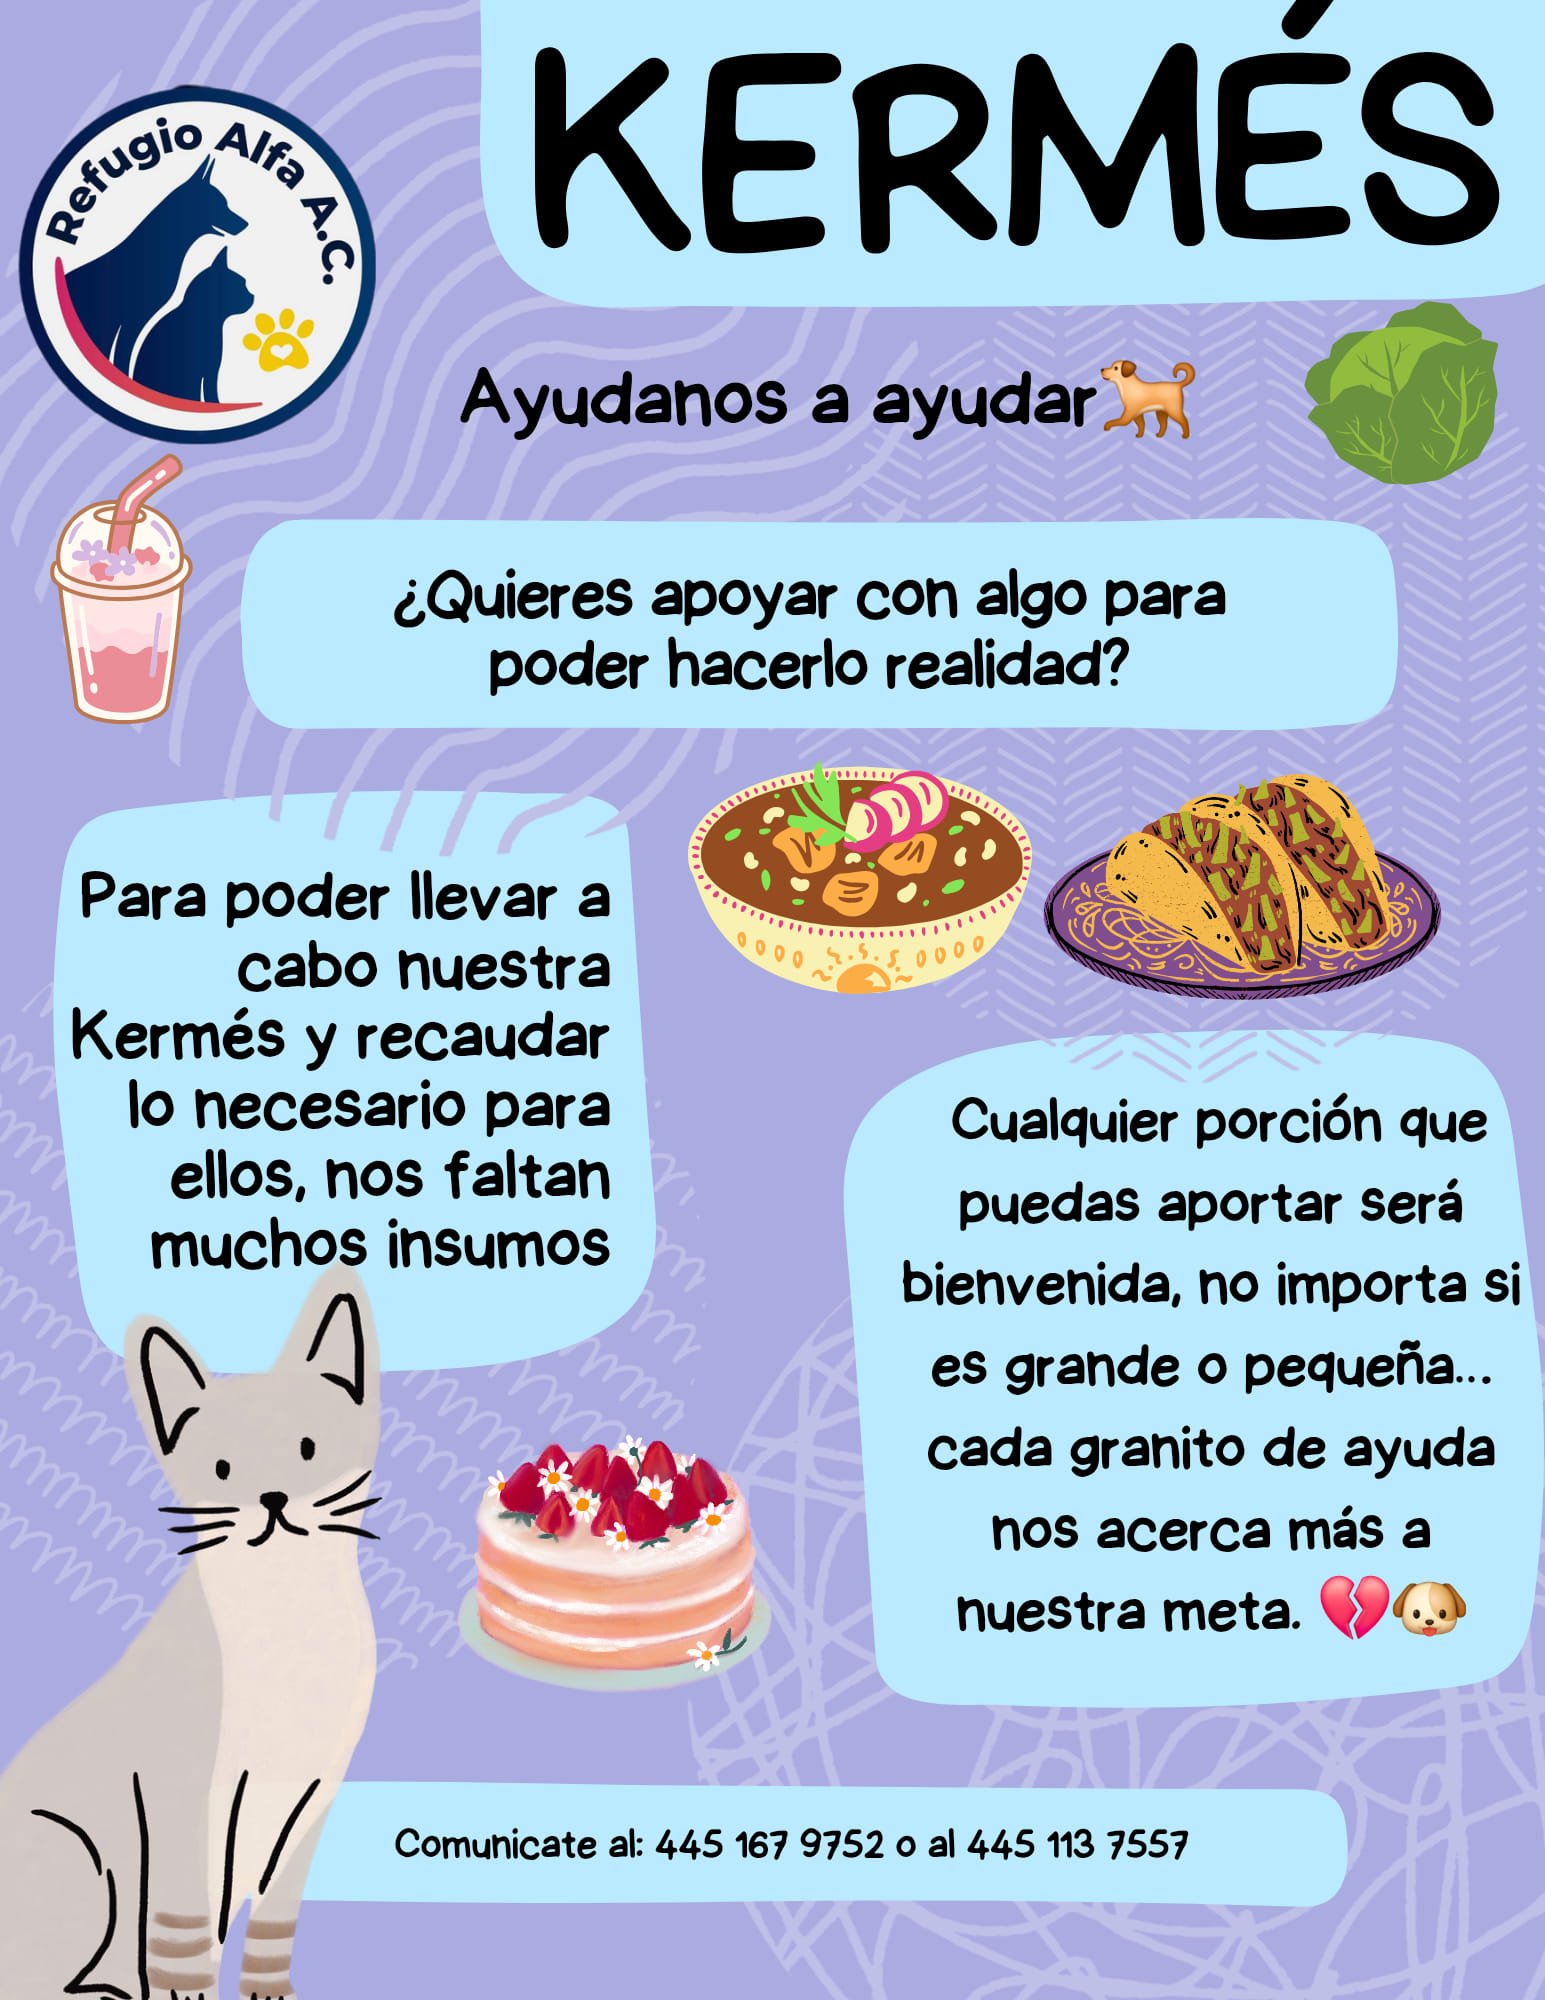 KERMÉS
Refugio Alfa A.C.
Ayudanos a ayudar
¿Quieres apoyar con algo para
poder hacerlo realidad?
Para poder llevar a
cabo nuestra
Kermés y recaudar
lo necesario para
ellos, nos faltan
muchos insumos
Cualquier porción que
puedas aportar será
bienvenida, no importa si
es grande o pequeña...
cada granito de ayuda
nos acerca más a
nuestra meta. 💔🐶
Comunicate al: 445 167 9752 o al 445 113 7557